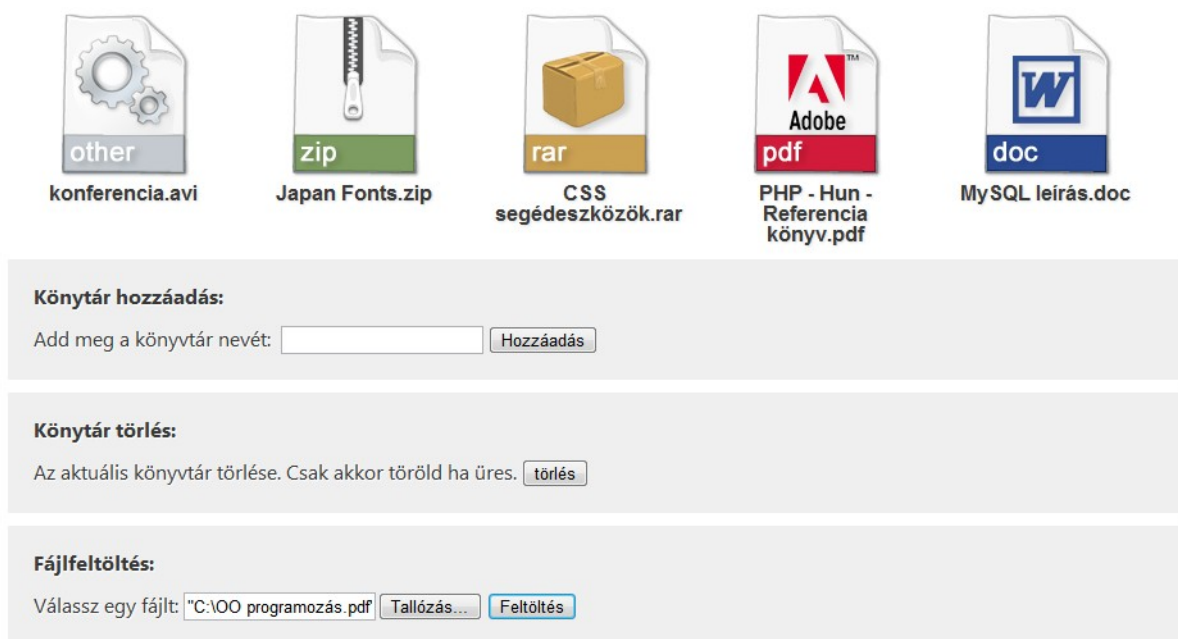 other
zip
TM
Adobe
rar
pdf
doc
konferencia.avi
Japan Fonts.zip
CSS
segédeszközök.rar
PHP - Hun -
Referencia
könyv.pdf
MySQL leírás.doc
Könytár hozzáadás:
Add meg a könyvtár nevét: Hozzáadás
Könytár törlés:
Az aktuális könyvtár törlése. Csak akkor töröld ha üres. törlés
Fájlfeltöltés:
Válassz egy fájlt: "C:\OO programozás.pdf" Tallózás... Feltöltés